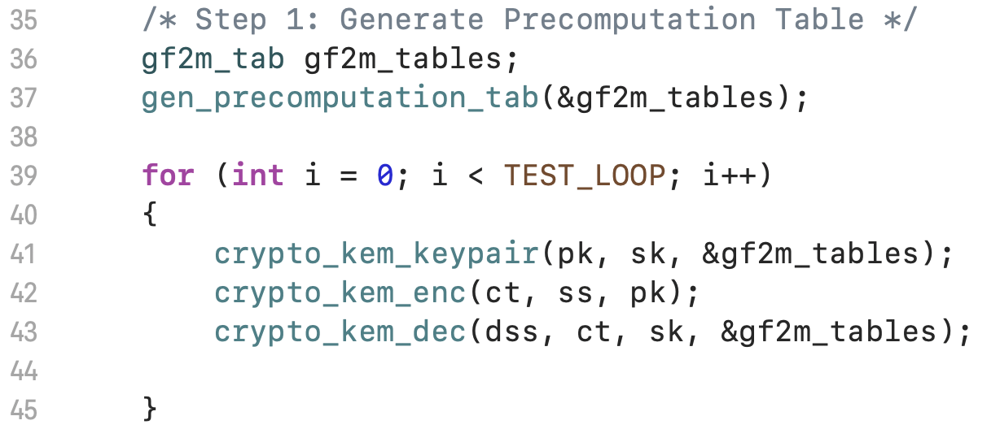 35 /* Step 1: Generate Precomputation Table */
36 gf2m_tab gf2m_tables;
37 gen_precomputation_tab(&gf2m_tables);
38
39 for (int i = 0; i < TEST_LOOP; i++)
40 {
41 crypto_kem_keypair(pk, sk, &gf2m_tables);
42 crypto_kem_enc(ct, ss, pk);
43 crypto_kem_dec(dss, ct, sk, &gf2m_tables);
44
45 }